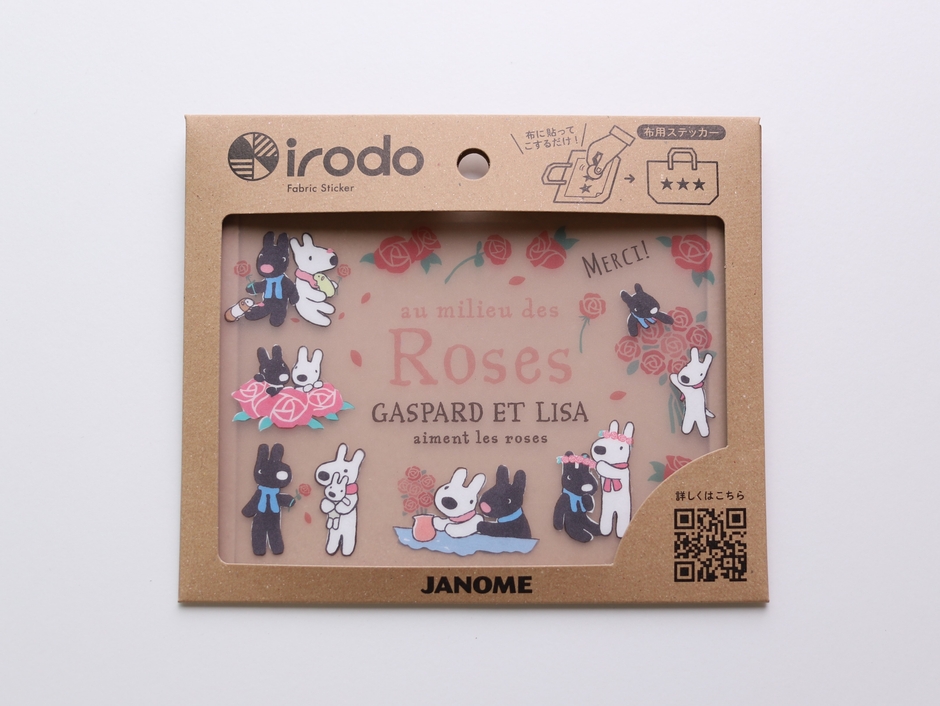 irodo
Fabric Sticker
布に貼って
こするだけ!
布用ステッカー
MERCI!
au milieu des
Roses
GASPARD ET LISA
aiment les roses
詳しくはこちら
JANOME